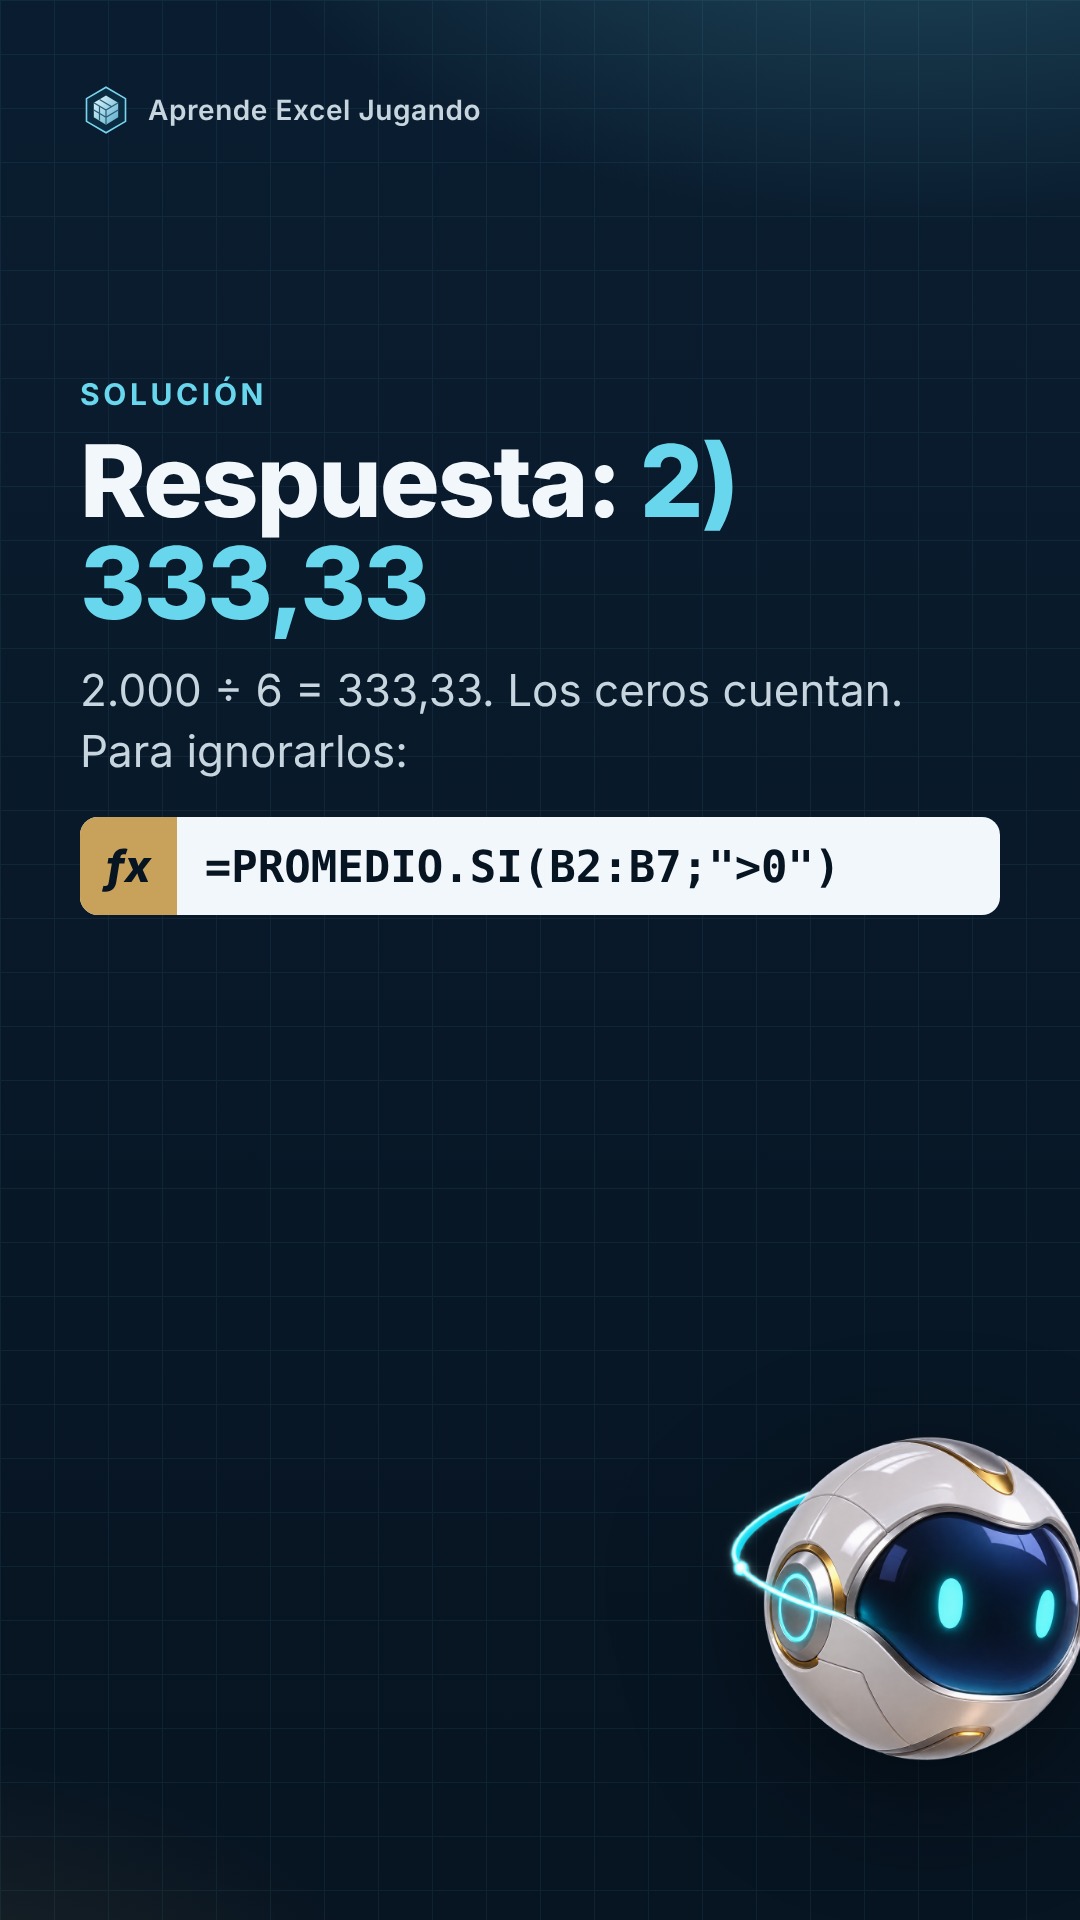 Aprende Excel Jugando
SOLUCIÓN
Respuesta: 2)
333,33
2.000 ÷ 6 = 333,33. Los ceros cuentan.
Para ignorarlos:
fx =PROMEDIO.SI(B2:B7;">0")